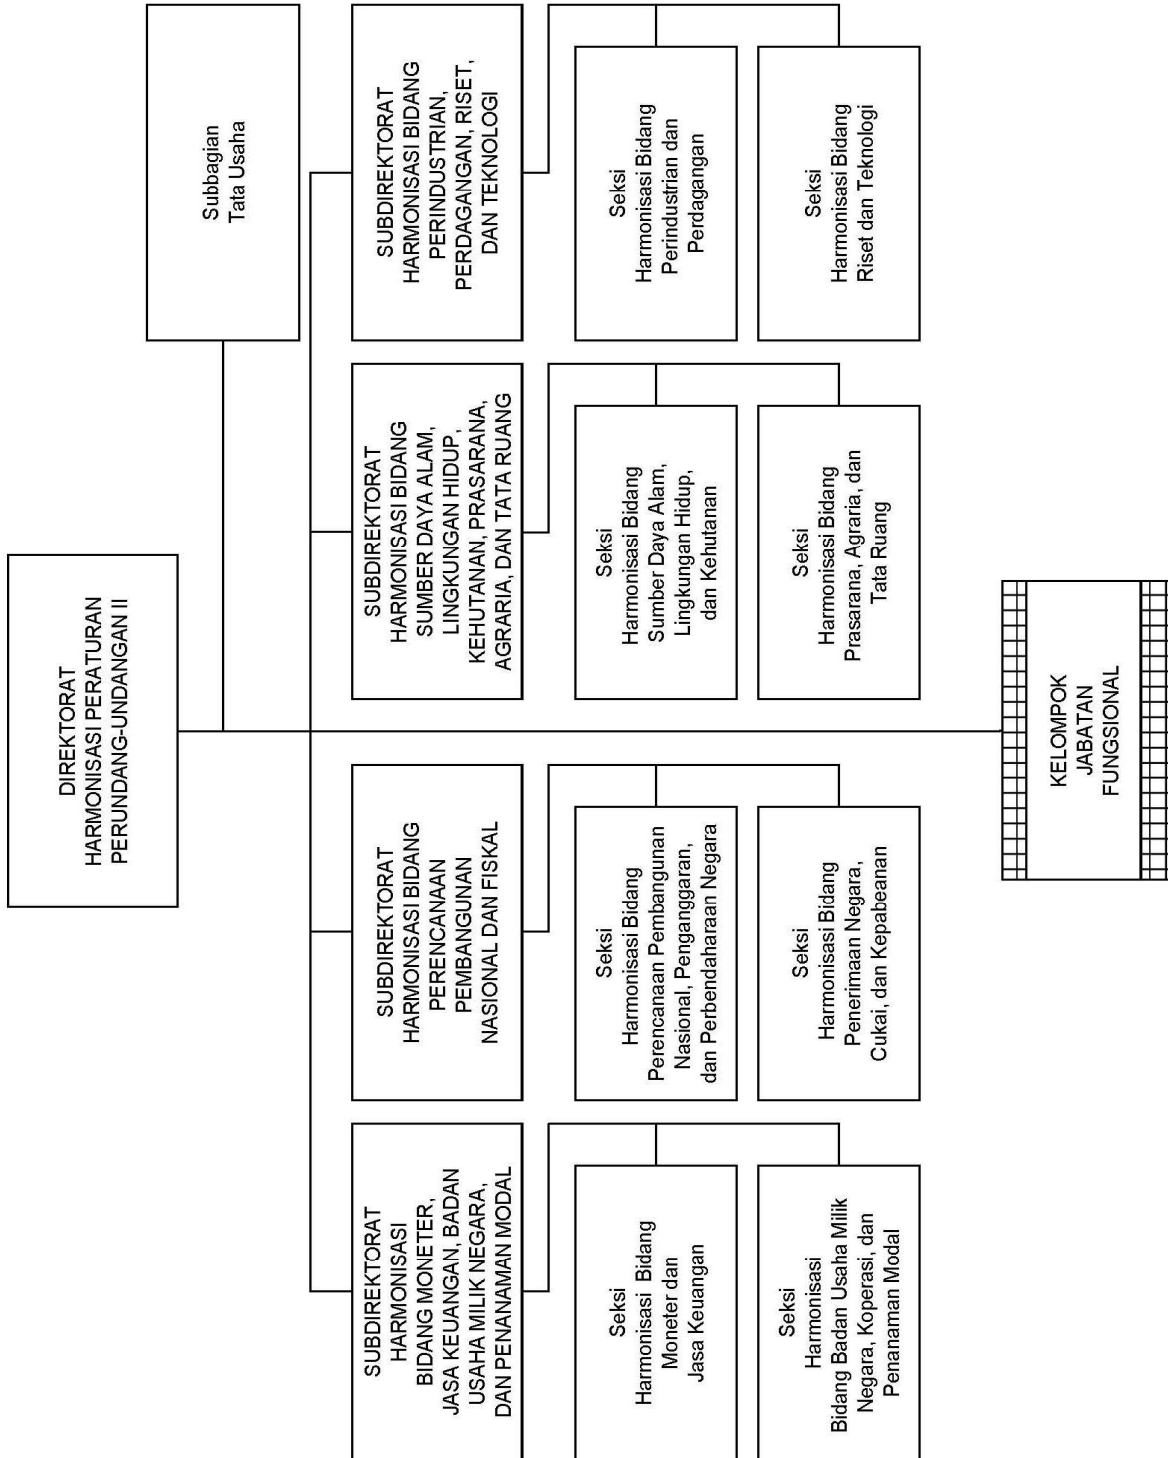 DIREKTORAT
HARMONISASI PERATURAN
PERUNDANG-UNDANGAN II
Subbagian
Tata Usaha
SUBDIREKTORAT
HARMONISASI
BIDANG MONETER,
JASA KEUANGAN, BADAN
USAHA MILIK NEGARA,
DAN PENANAMAN MODAL
SUBDIREKTORAT
HARMONISASI BIDANG
PERENCANAAN
PEMBANGUNAN
NASIONAL DAN FISKAL
SUBDIREKTORAT
HARMONISASI BIDANG
SUMBER DAYA ALAM,
LINGKUNGAN HIDUP,
KEHUTANAN, PRASARANA,
AGRARIA, DAN TATA RUANG
SUBDIREKTORAT
HARMONISASI BIDANG
PERINDUSTRIAN,
PERDAGANGAN, RISET,
DAN TEKNOLOGI
Seksi
Harmonisasi Bidang
Moneter dan
Jasa Keuangan
Seksi
Harmonisasi Bidang
Perencanaan Pembangunan
Nasional, Penganggaran,
dan Perbendaharaan Negara
Seksi
Harmonisasi Bidang
Sumber Daya Alam,
Lingkungan Hidup,
dan Kehutanan
Seksi
Harmonisasi Bidang
Perindustrian dan
Perdagangan
Seksi
Harmonisasi
Bidang Badan Usaha Milik
Negara, Koperasi, dan
Penanaman Modal
Seksi
Harmonisasi Bidang
Penerimaan Negara,
Cukai, dan Kepabeanan
Seksi
Harmonisasi Bidang
Prasarana, Agraria, dan
Tata Ruang
Seksi
Harmonisasi Bidang
Riset dan Teknologi
KELOMPOK
JABATAN
FUNGSIONAL